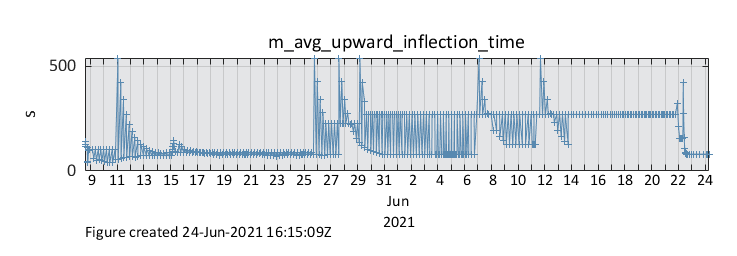 m_avg_upward_inflection_time
500
s
0
9 11 13 15 17 19 21 23 25 27 29 31 2 4 6 8 10 12 14 16 18 20 22 24
Jun
2021
Figure created 24-Jun-2021 16:15:09Z